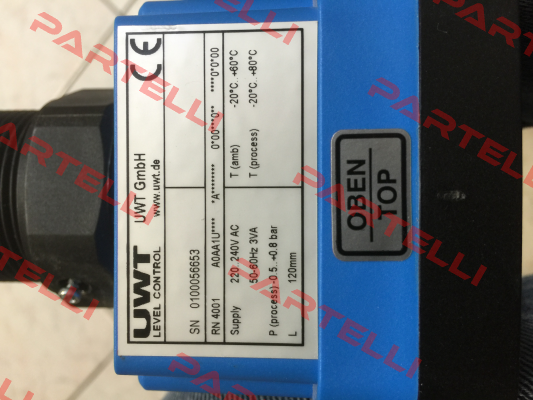 CE
UWT
LEVEL CONTROL
UWT GmbH
www.uwt.de
SN 0100056653
RN 4001 A0AA1U**** *A******** 0*00***0*0** ****0*0*00
Supply 220..240V AC T (amb) -20°C..+60°C
50-60Hz 3VA T (process) -20°C..+80°C
P (process) -0.5..+0.8 bar
L 120mm
OBEN
TOP
PARTELLI
PARTELLI
PARTELLI
PARTELLI
PARTELLI
PARTELLI